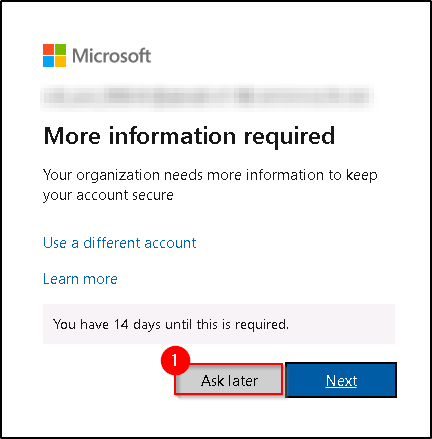 Microsoft
More information required
Your organization needs more information to keep
your account secure
Use a different account
Learn more
You have 14 days until this is required.
1
Ask later
Next